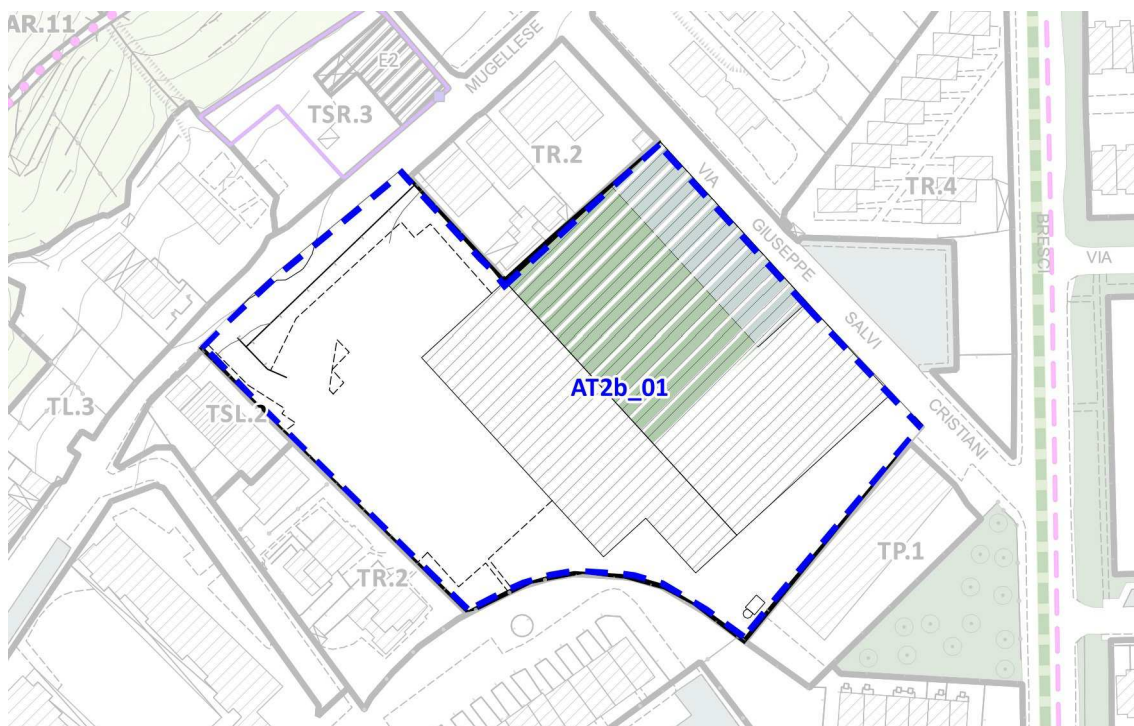 AR.11
E2
MUGELLESE
TSR.3
TR.2
VIA
TR.4
GIUSEPPE
BRESCI
VIA
SALVI
AT2b_01
TL.3
TSL.2
CRISTIANI
TP.1
TR.2